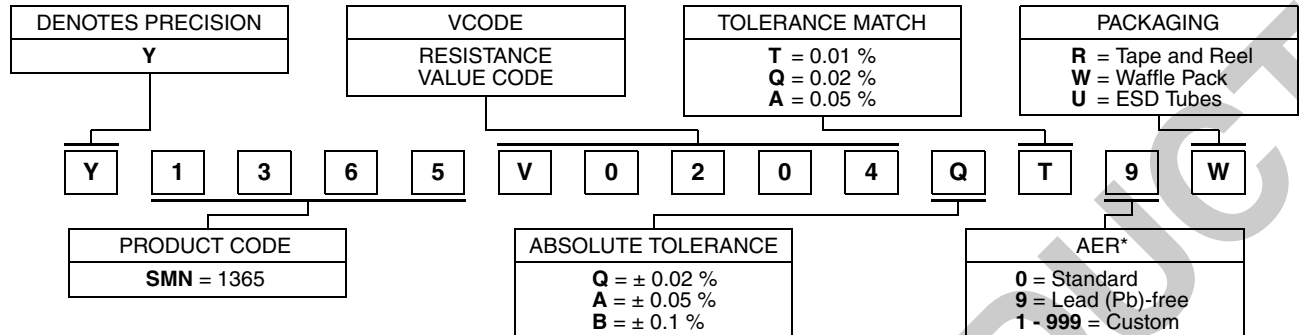 DENOTES PRECISION
Y
VCODE
RESISTANCE
VALUE CODE
TOLERANCE MATCH
T = 0.01 %
Q = 0.02 %
A = 0.05 %
PACKAGING
R = Tape and Reel
W = Waffle Pack
U = ESD Tubes
Y 1 3 6 5 V 0 2 0 4 Q T 9 W
PRODUCT CODE
SMN = 1365
ABSOLUTE TOLERANCE
Q = ± 0.02 %
A = ± 0.05 %
B = ± 0.1 %
AER*
0 = Standard
9 = Lead (Pb)-free
1 - 999 = Custom
DUCT